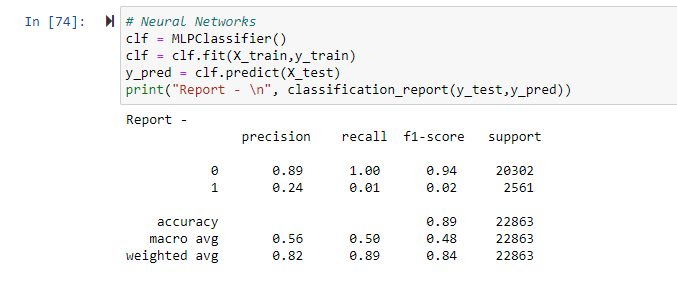 In [74]:
# Neural Networks
clf = MLPClassifier()
clf = clf.fit(X_train,y_train)
y_pred = clf.predict(X_test)
print("Report - \n", classification_report(y_test,y_pred))
Report -
precision recall f1-score support
0 0.89 1.00 0.94 20302
1 0.24 0.01 0.02 2561
accuracy 0.89 22863
macro avg 0.56 0.50 0.48 22863
weighted avg 0.82 0.89 0.84 22863